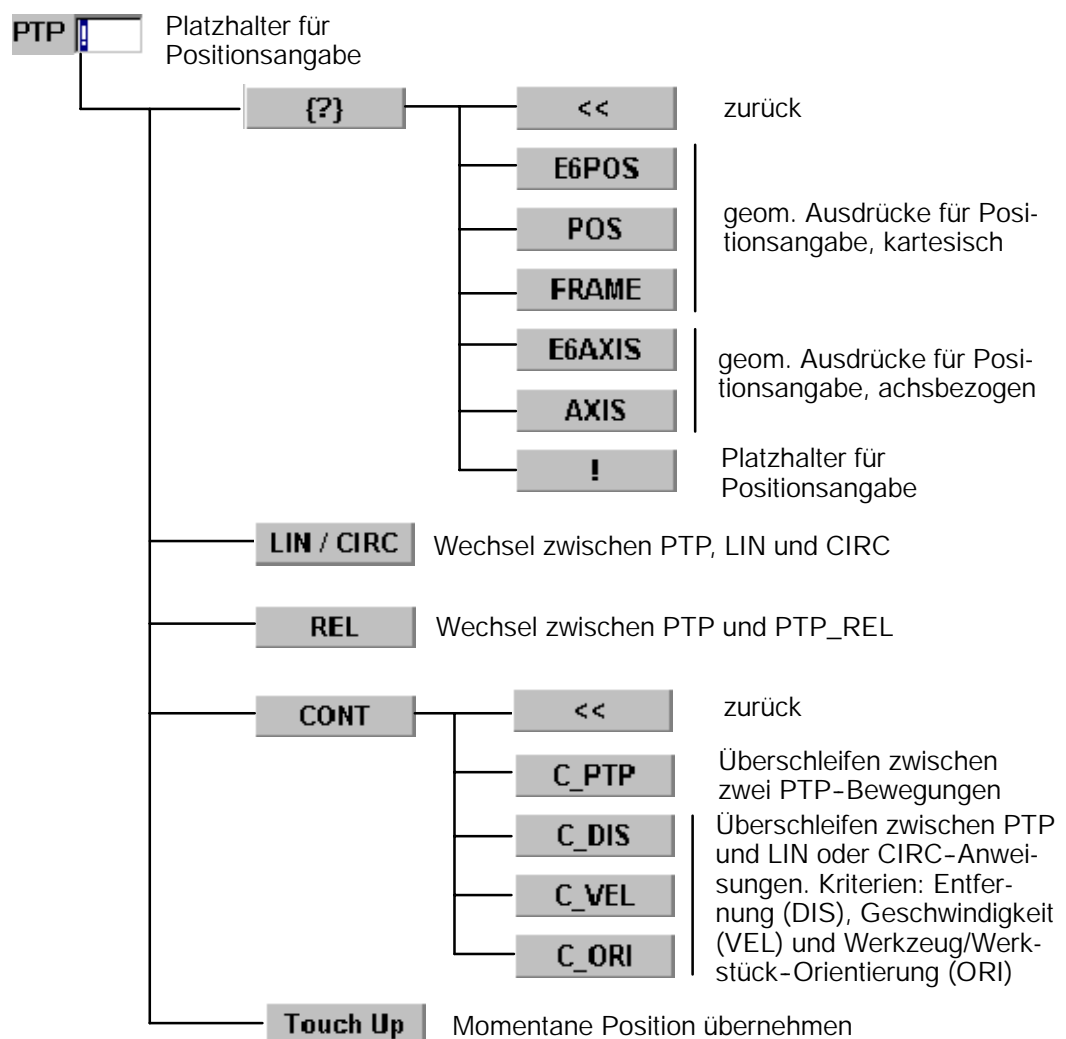 PTP ! Platzhalter für
Positionsangabe
{?}
<< zurück
E6POS
POS
FRAME
geom. Ausdrücke für Posi-
tionsangabe, kartesisch
E6AXIS
AXIS
geom. Ausdrücke für Posi-
tionsangabe, achsbezogen
! Platzhalter für
Positionsangabe
LIN / CIRC Wechsel zwischen PTP, LIN und CIRC
REL Wechsel zwischen PTP und PTP_REL
CONT
<< zurück
C_PTP Überschleifen zwischen
zwei PTP-Bewegungen
C_DIS
C_VEL
C_ORI
Überschleifen zwischen PTP
und LIN oder CIRC-Anwei-
sungen. Kriterien: Entfer-
nung (DIS), Geschwindigkeit
(VEL) und Werkzeug/Werk-
stück-Orientierung (ORI)
Touch Up Momentane Position übernehmen